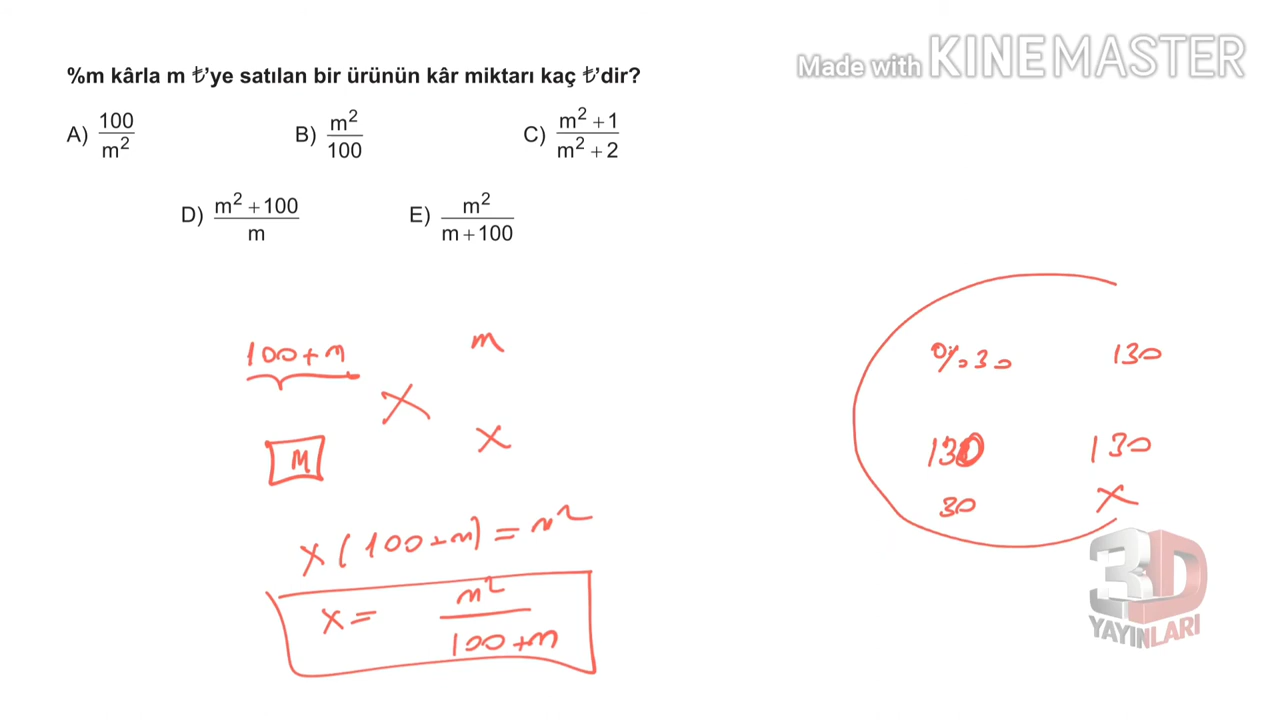 Made with KINEMASTER
%m kârla m ₺'ye satılan bir ürünün kâr miktarı kaç ₺'dir?
A) 100/m² B) m²/100 C) m² + 1/m² + 2
D) m² + 100/m E) m²/m + 100
100 + m m
m x
x (100 + m) = m²
x = m²/100 + m
%30 130
130 130
30 x
3D
YAYINLARI